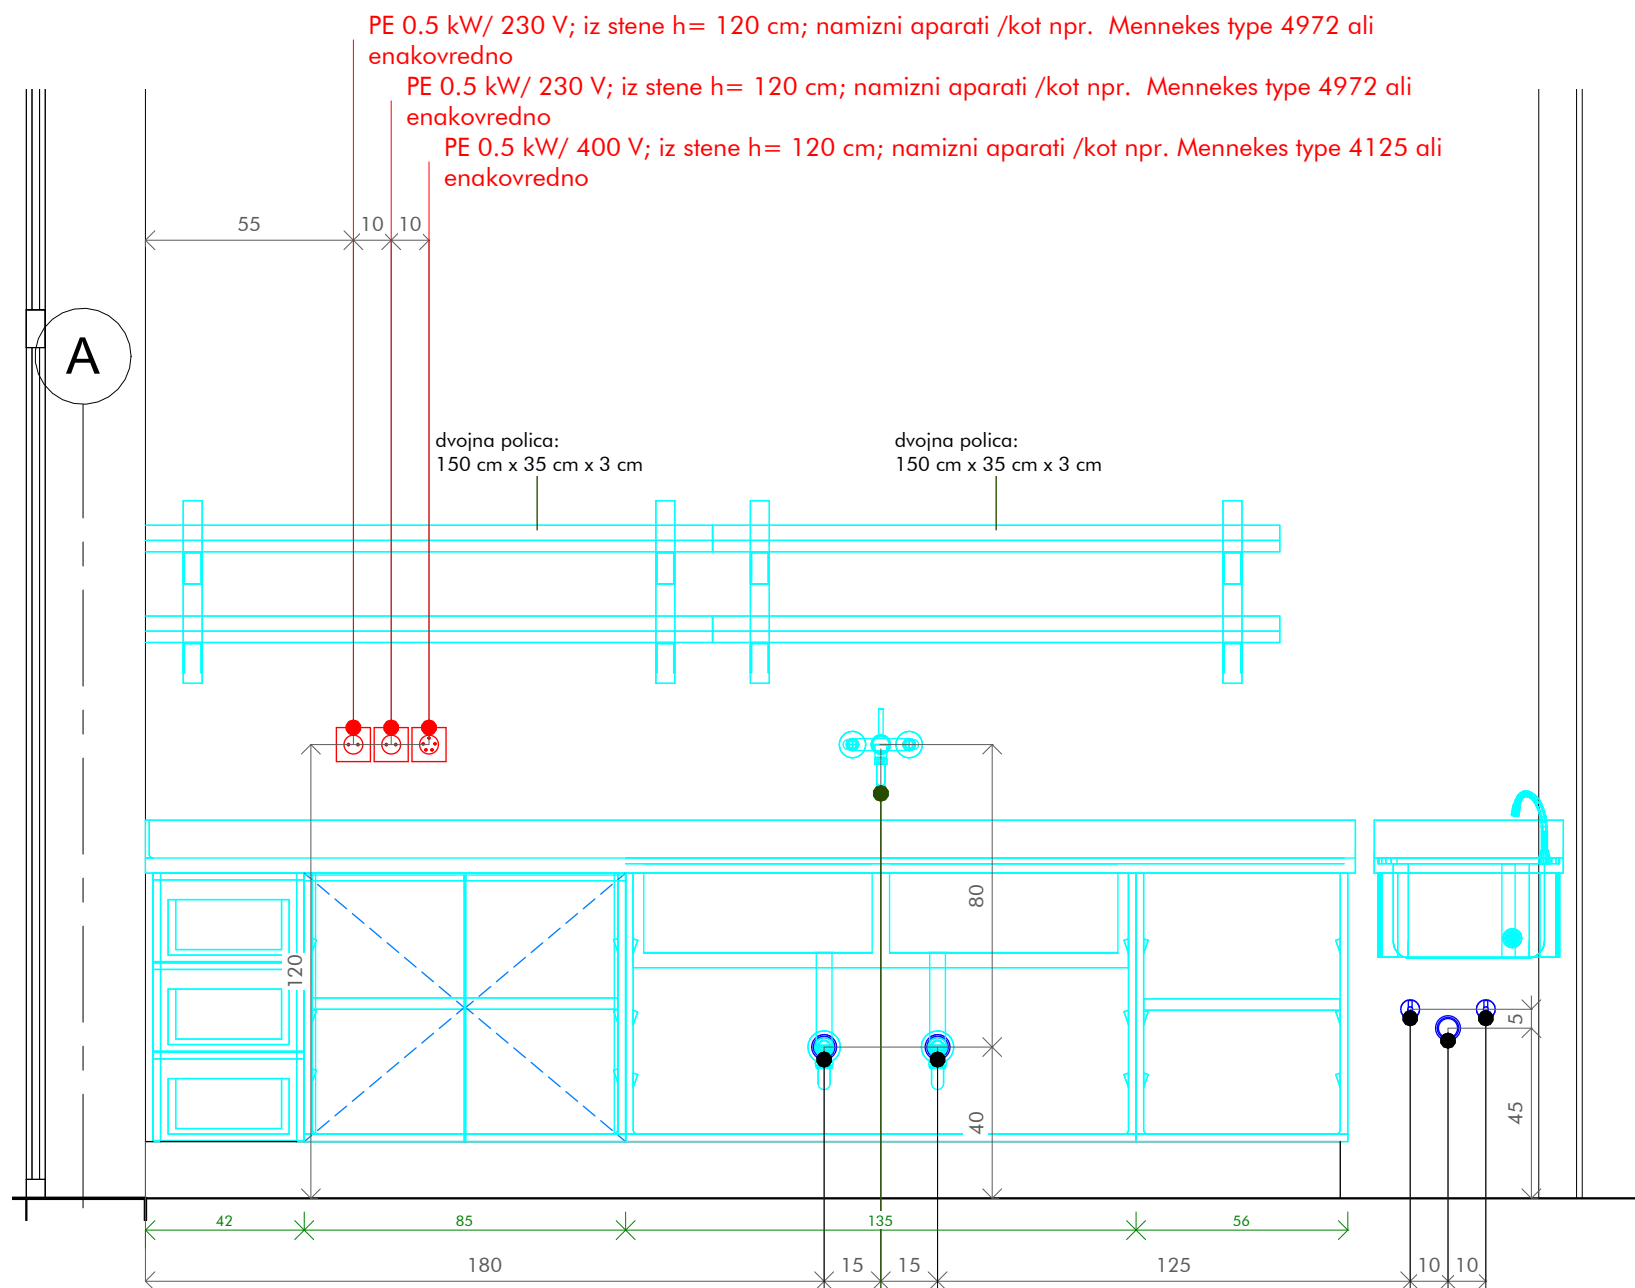 PE 0.5 kW/ 230 V; iz stene h= 120 cm; namizni aparati /kot npr.  Mennekes type 4972 ali
enakovredno
PE 0.5 kW/ 230 V; iz stene h= 120 cm; namizni aparati /kot npr.  Mennekes type 4972 ali
enakovredno
PE 0.5 kW/ 400 V; iz stene h= 120 cm; namizni aparati /kot npr. Mennekes type 4125 ali
enakovredno
55 10 10
A
dvojna polica:
150 cm x 35 cm x 3 cm
dvojna polica:
150 cm x 35 cm x 3 cm
80
120
5
45
40
42 85 135 56
180 15 15 125 10 10